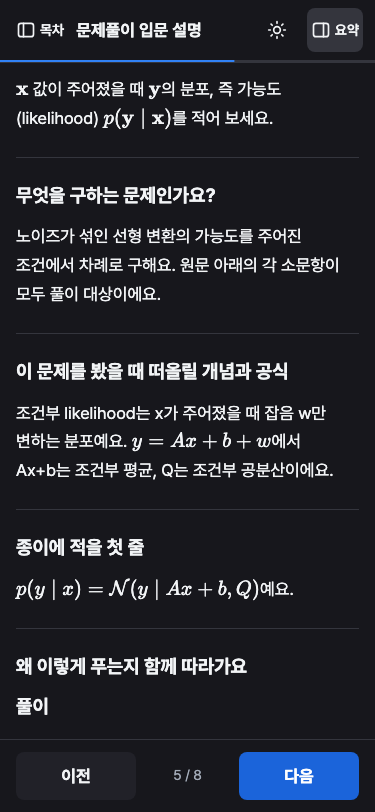 목차 문제풀이 입문 설명 요약
x 값이 주어졌을 때 y의 분포, 즉 가능도
(likelihood) p(y | x)를 적어 보세요.
무엇을 구하는 문제인가요?
노이즈가 섞인 선형 변환의 가능도를 주어진
조건에서 차례로 구해요. 원문 아래의 각 소문항이
모두 풀이 대상이에요.
이 문제를 봤을 때 떠올릴 개념과 공식
조건부 likelihood는 x가 주어졌을 때 잡음 w만
변하는 분포예요. y = Ax + b + w에서
Ax+b는 조건부 평균, Q는 조건부 공분산이에요.
종이에 적을 첫 줄
p(y | x) = 𝒩(y | Ax + b, Q)예요.
왜 이렇게 푸는지 함께 따라가요
풀이
이전 5 / 8 다음